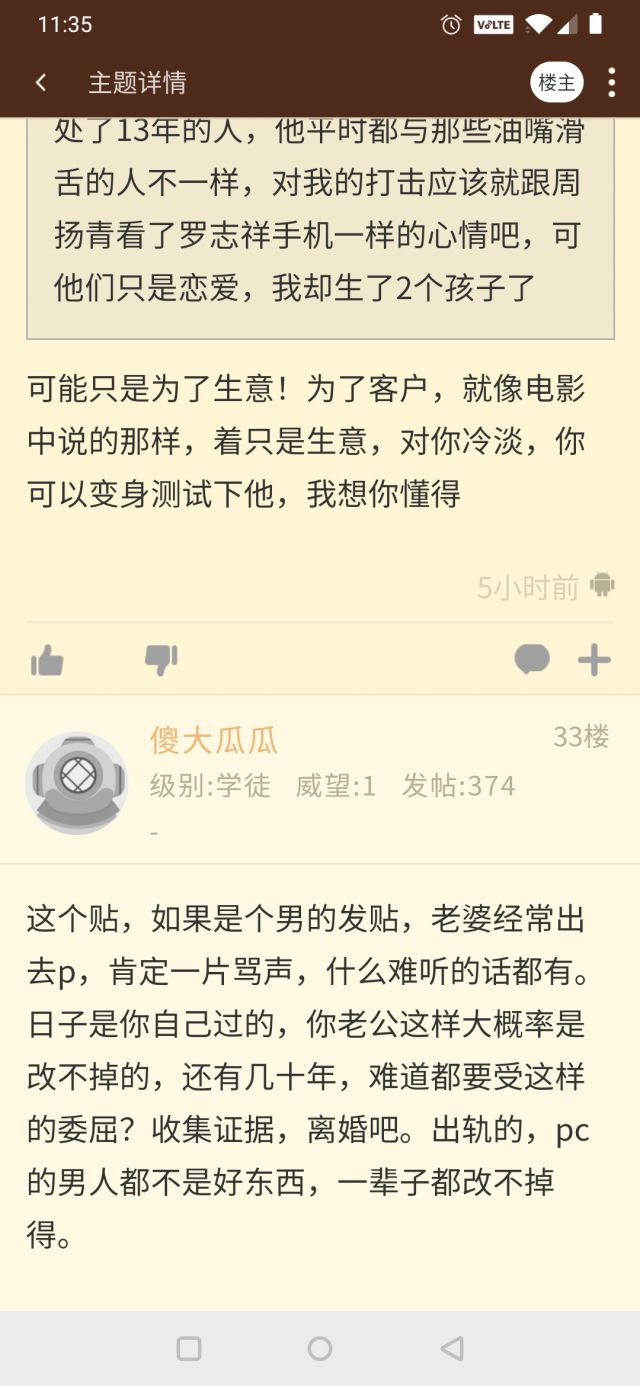 11:35
VoLTE
主题详情
楼主
处了13年的人，他平时都与那些油嘴滑
舌的人不一样，对我的打击应该就跟周
扬青看了罗志祥手机一样的心情吧，可
他们只是恋爱，我却生了2个孩子了
可能只是为了生意！为了客户，就像电影
中说的那样，着只是生意，对你冷淡，你
可以变身测试下他，我想你懂得
5小时前
傻大瓜瓜
33楼
级别:学徒 威望:1 发帖:374
-
这个贴，如果是个男的发贴，老婆经常出
去p，肯定一片骂声，什么难听的话都有。
日子是你自己过的，你老公这样大概率是
改不掉的，还有几十年，难道都要受这样
的委屈？收集证据，离婚吧。出轨的，pc
的男人都不是好东西，一辈子都改不掉
得。